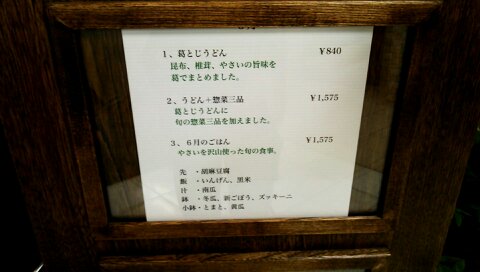 1、葛とじうどん ￥840
昆布、椎茸、やさいの旨味を
葛でまとめました。
2、うどん＋惣菜三品 ￥1,575
葛とじうどんに
旬の惣菜三品を加えました。
3、6月のごはん ￥1,575
やさいを沢山使った旬の食事。
先 ・胡麻豆腐
飯 ・いんげん、黒米
汁 ・南瓜
鉢 ・冬瓜、新ごぼう、ズッキーニ
小鉢・とまと、黄瓜